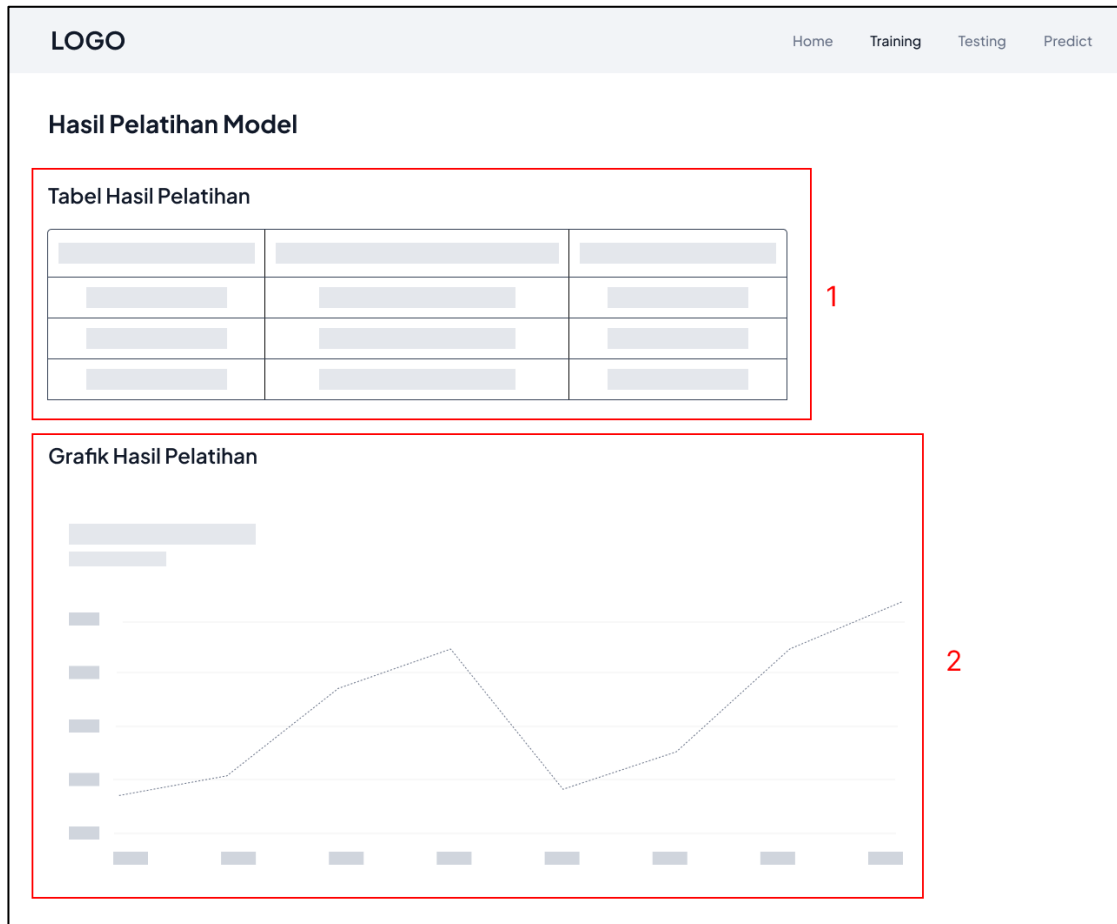 LOGO
Home Training Testing Predict
Hasil Pelatihan Model
Tabel Hasil Pelatihan
1
Grafik Hasil Pelatihan
2